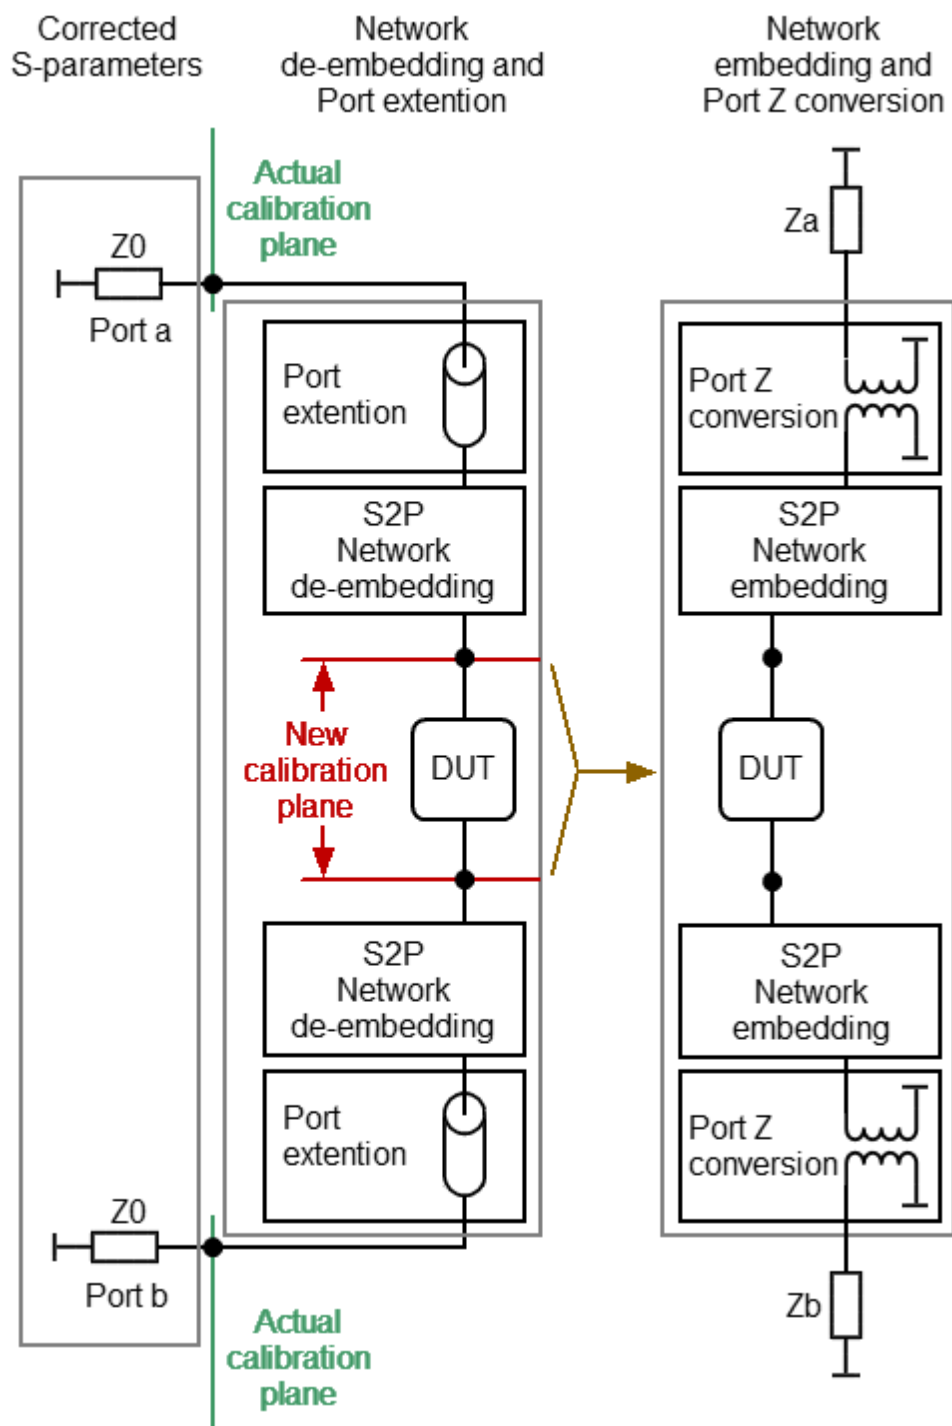 Corrected
S-parameters
Network
de-embedding and
Port extention
Network
embedding and
Port Z conversion
Actual
calibration
plane
Z0
Port a
Za
Port
extention
Port Z
conversion
S2P
Network
de-embedding
S2P
Network
embedding
New
calibration
plane
DUT
DUT
S2P
Network
de-embedding
S2P
Network
embedding
Port
extention
Port Z
conversion
Z0
Port b
Zb
Actual
calibration
plane